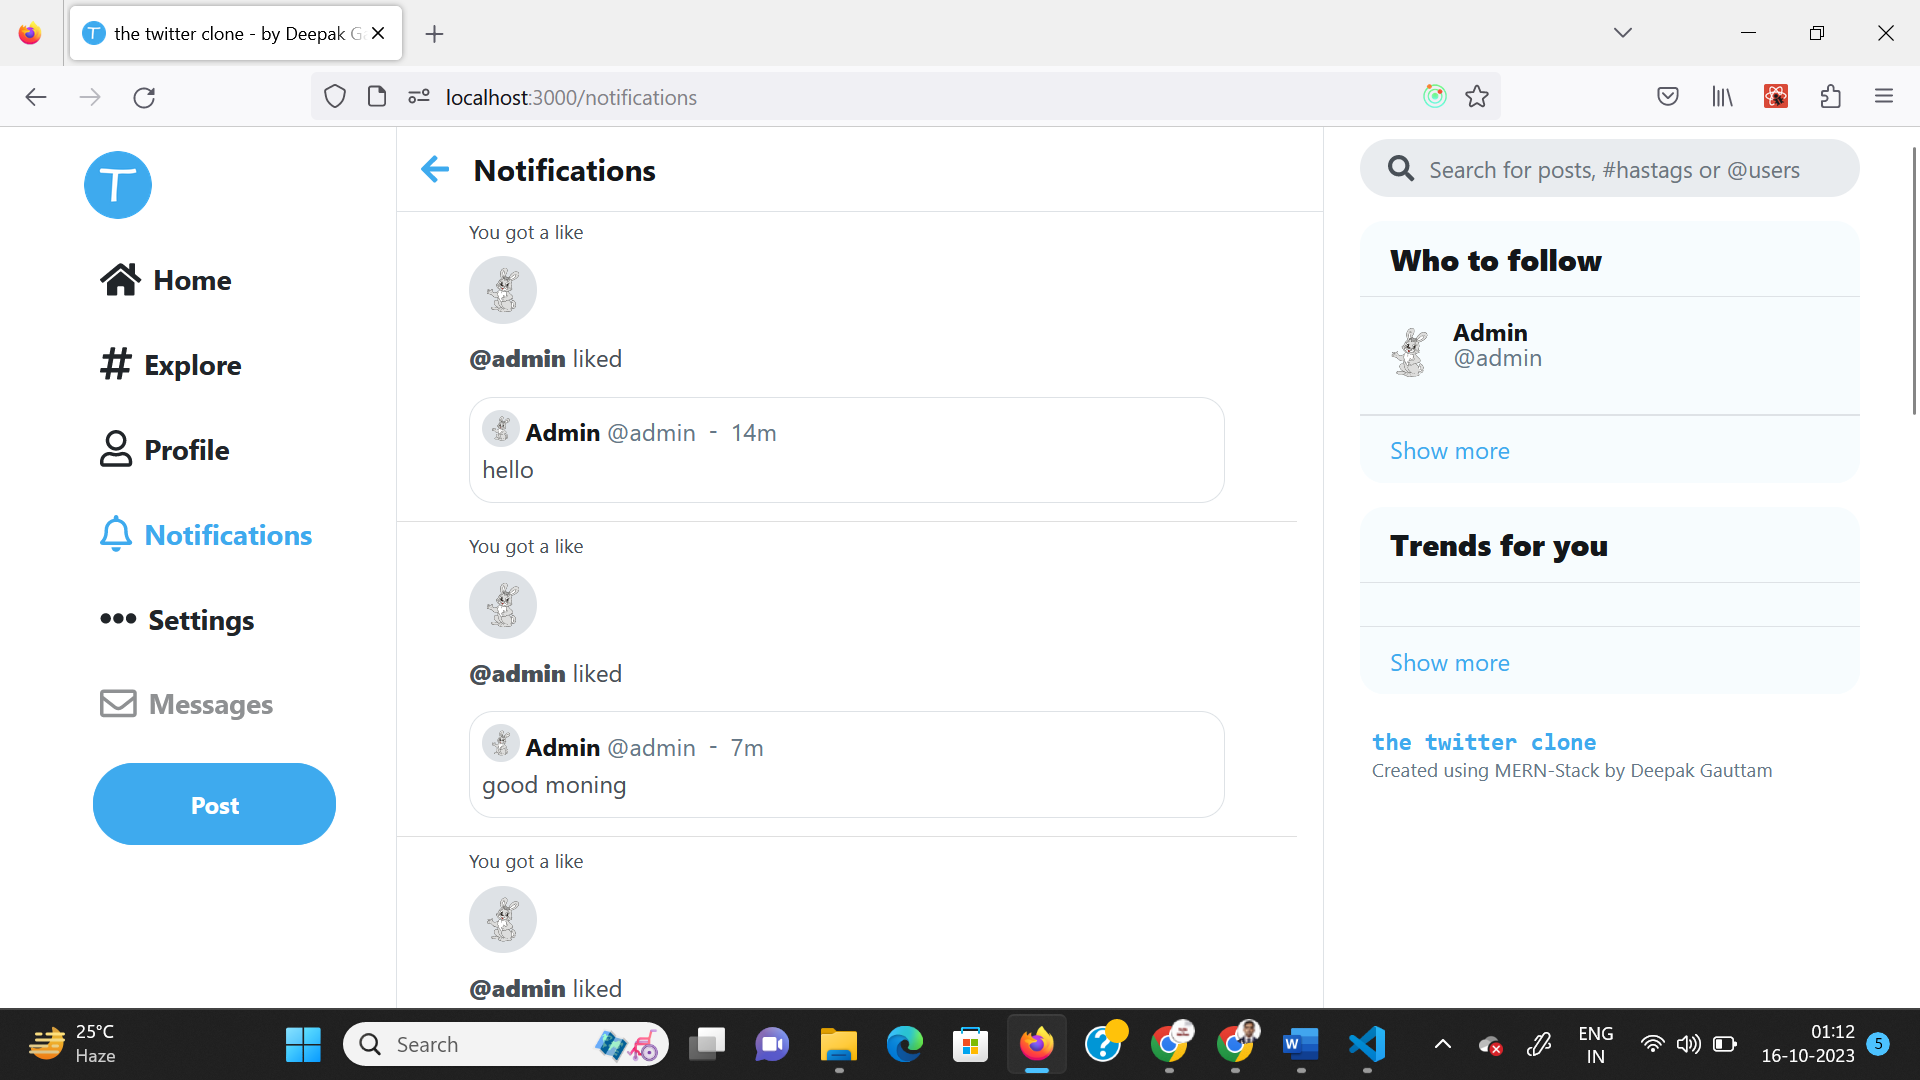 the twitter clone - by Deepak G
localhost:3000/notifications
T
Home
Explore
Profile
Notifications
Settings
Messages
Post
Notifications
You got a like
@admin liked
Admin @admin - 14m
hello
You got a like
@admin liked
Admin @admin - 7m
good moning
You got a like
@admin liked
Search for posts, #hastags or @users
Who to follow
Admin
@admin
Show more
Trends for you
Show more
the twitter clone
Created using MERN-Stack by Deepak Gauttam
25°C
Haze
Search
ENG
IN
01:12
16-10-2023
5